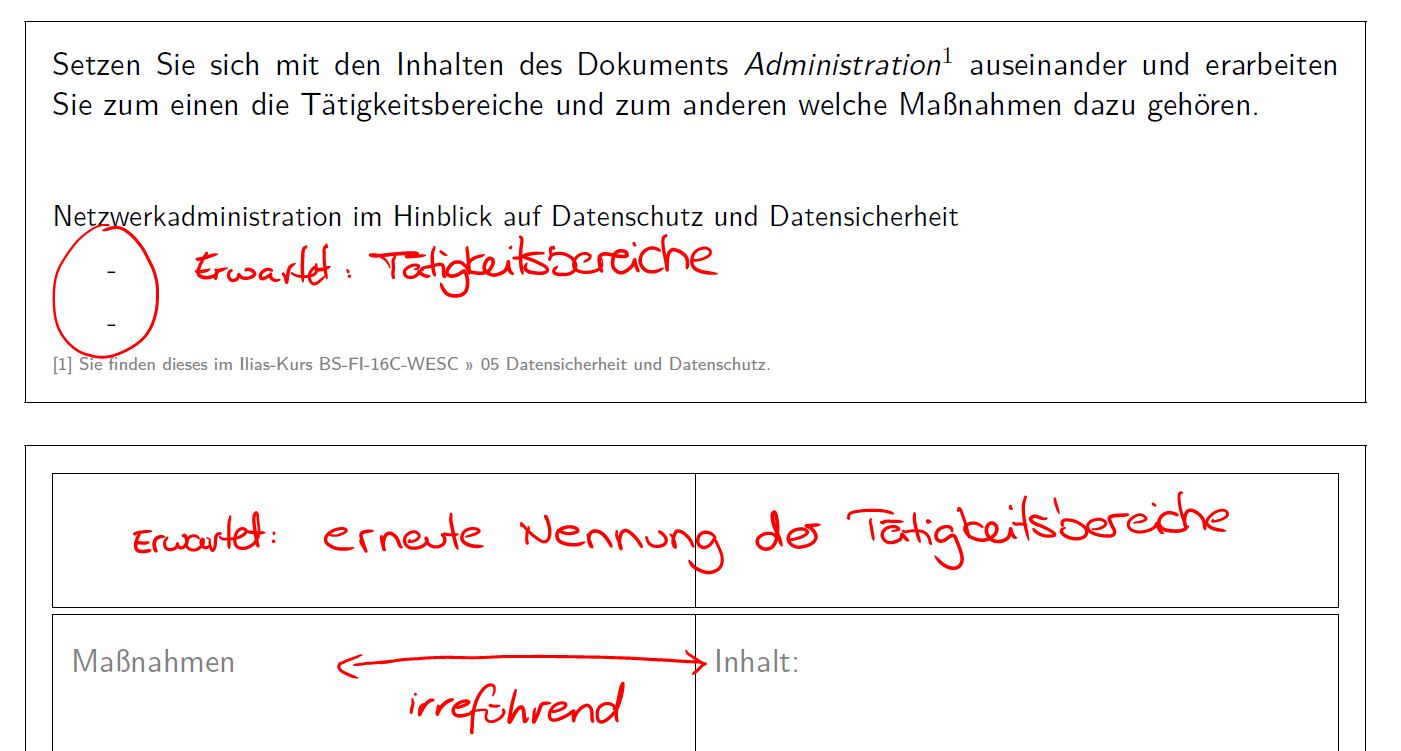 Setzen Sie sich mit den Inhalten des Dokuments Administration¹ auseinander und erarbeiten
Sie zum einen die Tätigkeitsbereiche und zum anderen welche Maßnahmen dazu gehören.
Netzwerkadministration im Hinblick auf Datenschutz und Datensicherheit
-
Erwartet: Tätigkeitsbereiche
-
[1] Sie finden dieses im Ilias-Kurs BS-FI-16C-WESC » 05 Datensicherheit und Datenschutz.
Erwartet: erneute Nennung der Tätigkeitsbereiche
Maßnahmen
Inhalt:
irreführend